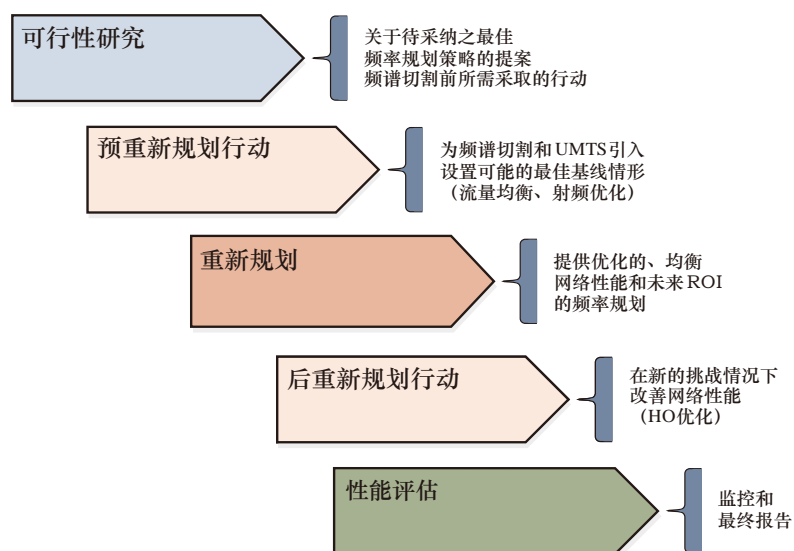 可行性研究
关于待采纳之最佳
频率规划策略的提案
频谱切割前所需采取的行动
预重新规划行动
为频谱切割和UMTS引入
设置可能的最佳基线情形
（流量均衡、射频优化）
重新规划
提供优化的、均衡
网络性能和未来ROI
的频率规划
后重新规划行动
在新的挑战情况下
改善网络性能
（HO优化）
性能评估
监控和
最终报告